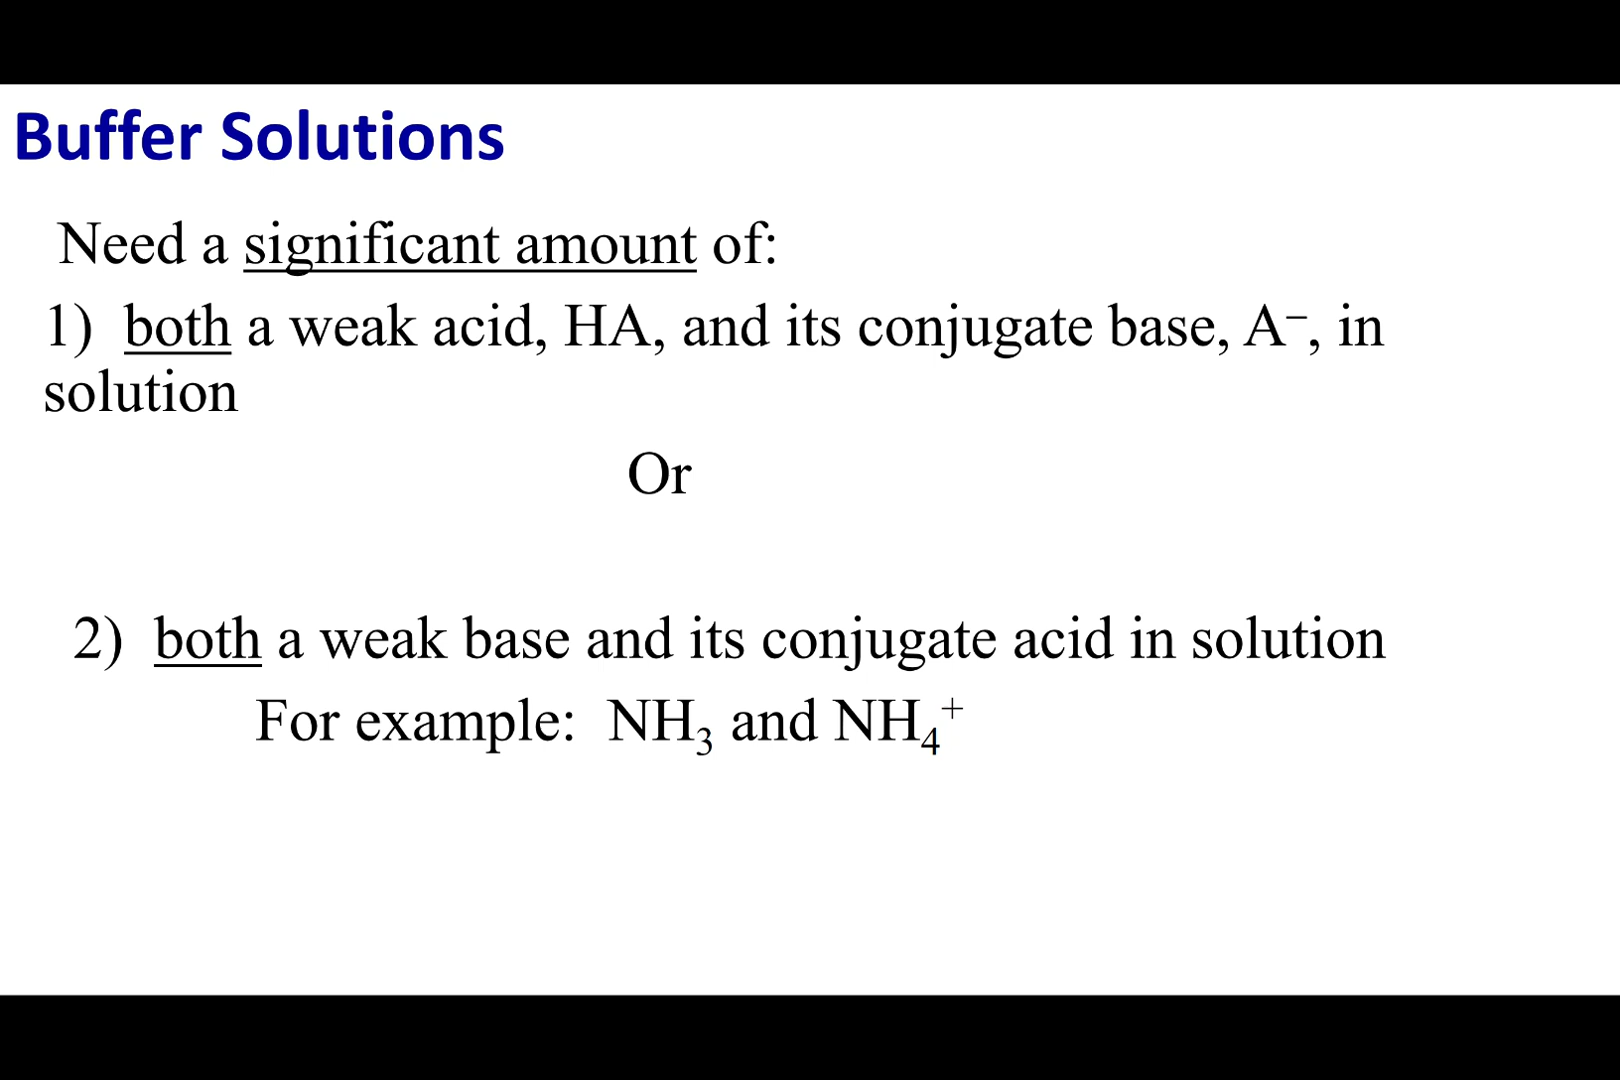 Buffer Solutions
Need a significant amount of:
1) both a weak acid, HA, and its conjugate base, A⁻, in
solution
Or
2) both a weak base and its conjugate acid in solution
For example: NH₃ and NH₄⁺